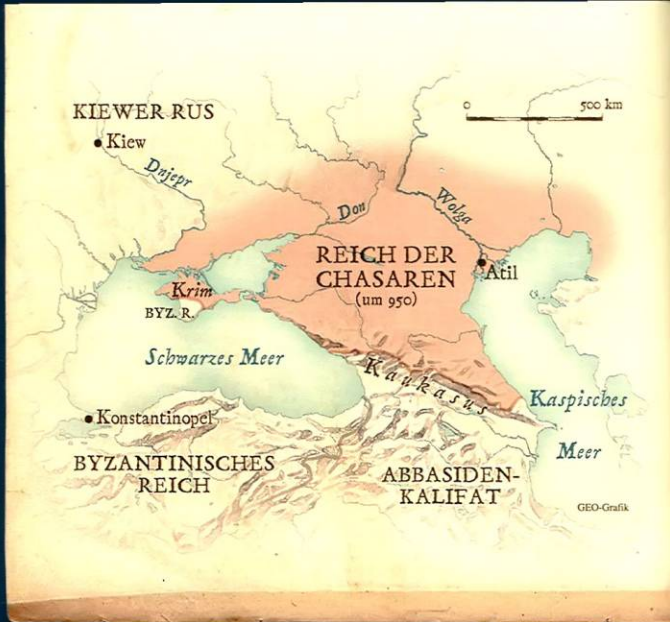 KIEWER RUS
Kiew
Dnjepr
0 500 km
Don
Wolga
REICH DER
CHASAREN
(um 950)
Atil
Krim
BYZ. R.
Schwarzes Meer
Kaukasus
Kaspisches
Meer
Konstantinopel
BYZANTINISCHES
REICH
ABBASIDEN-
KALIFAT
GEO-Grafik